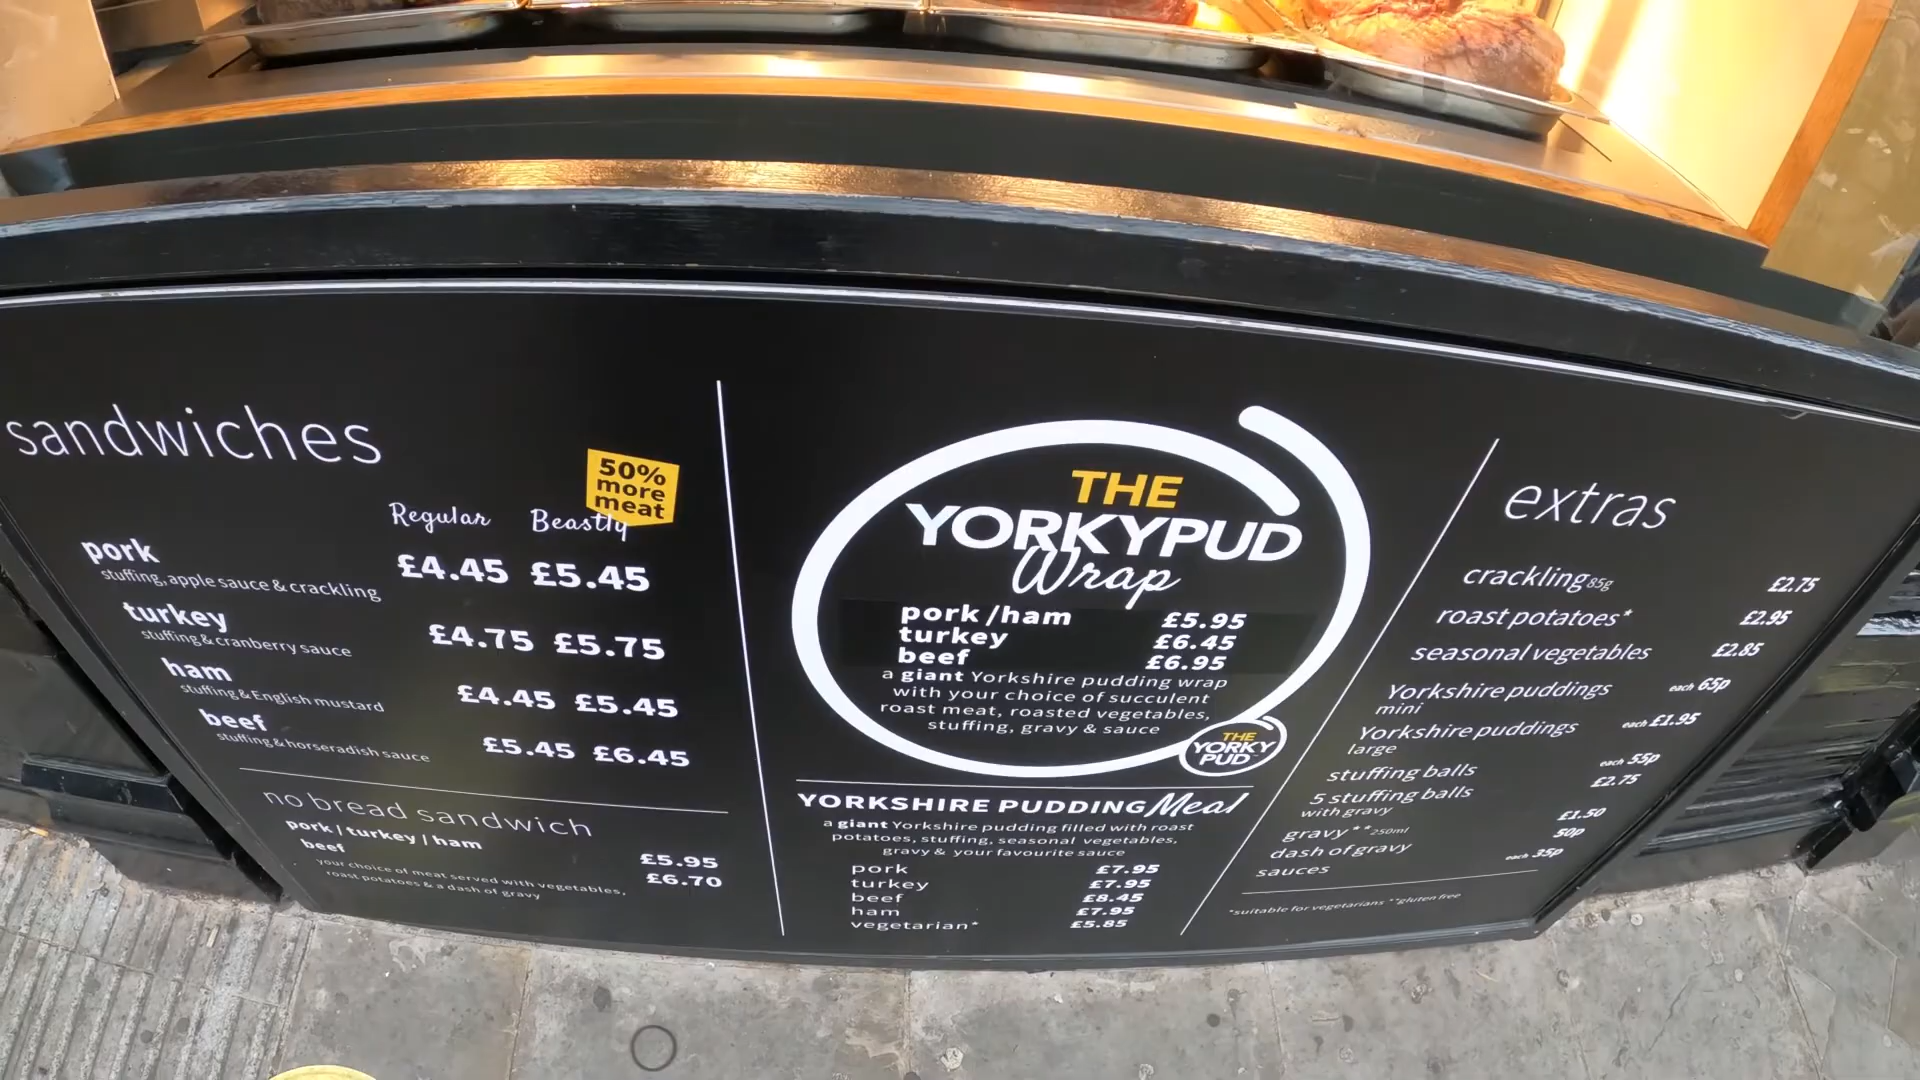 sandwiches
50%
more
meat
Regular Beastly
pork £4.45 £5.45
stuffing, apple sauce & crackling
turkey £4.75 £5.75
stuffing & cranberry sauce
ham £4.45 £5.45
stuffing & English mustard
beef £5.45 £6.45
stuffing & horseradish sauce
no bread sandwich
pork / turkey / ham £5.95
beef £6.70
your choice of meat served with vegetables,
roast potatoes & a dash of gravy
THE
YORKYPUD
Wrap
pork /ham £5.95
turkey £6.45
beef £6.95
a giant Yorkshire pudding wrap
with your choice of succulent
roast meat, roasted vegetables,
stuffing, gravy & sauce
THE
YORKY
PUD
YORKSHIRE PUDDING Meal
a giant Yorkshire pudding filled with roast
potatoes, stuffing, seasonal vegetables,
gravy & your favourite sauce
pork £7.95
turkey £7.95
beef £8.45
ham £7.95
vegetarian* £5.85
extras
crackling 85g £2.75
roast potatoes* £2.95
seasonal vegetables £2.85
Yorkshire puddings each 65p
mini
Yorkshire puddings each £1.95
large
stuffing balls each 55p
5 stuffing balls £2.75
with gravy
gravy **250ml £1.50
dash of gravy 50p
sauces each 35p
*suitable for vegetarians **gluten free